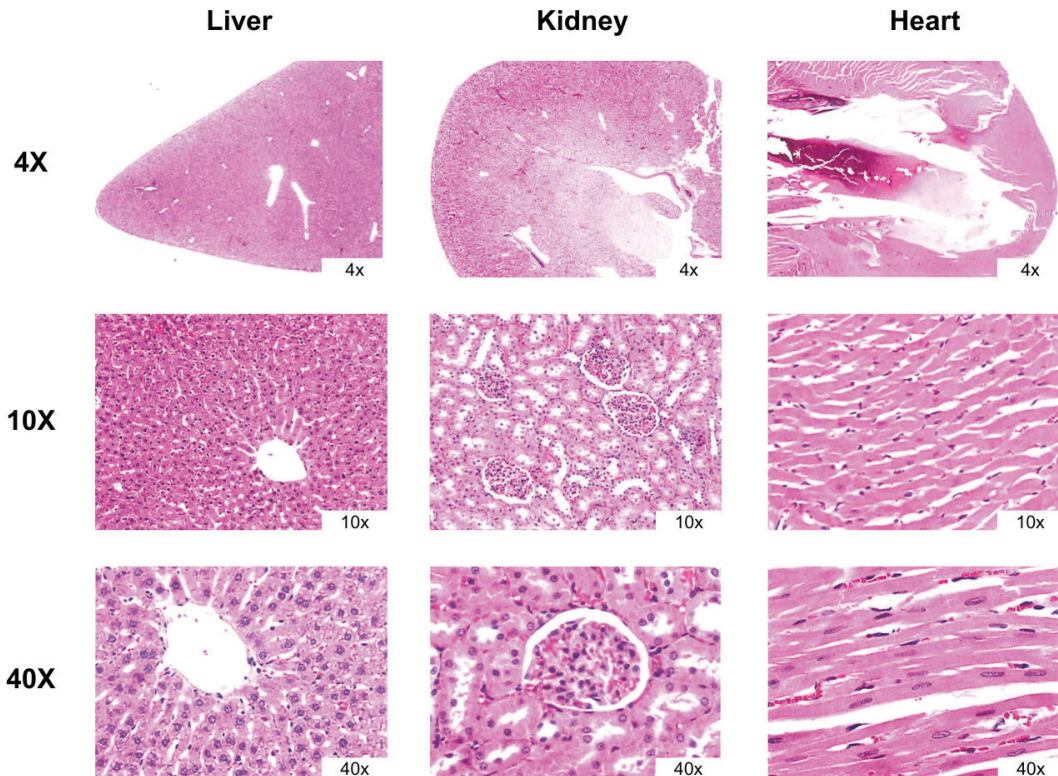 Liver Kidney Heart
4X
4x 4x 4x
10X
10x 10x 10x
40X
40x 40x 40x